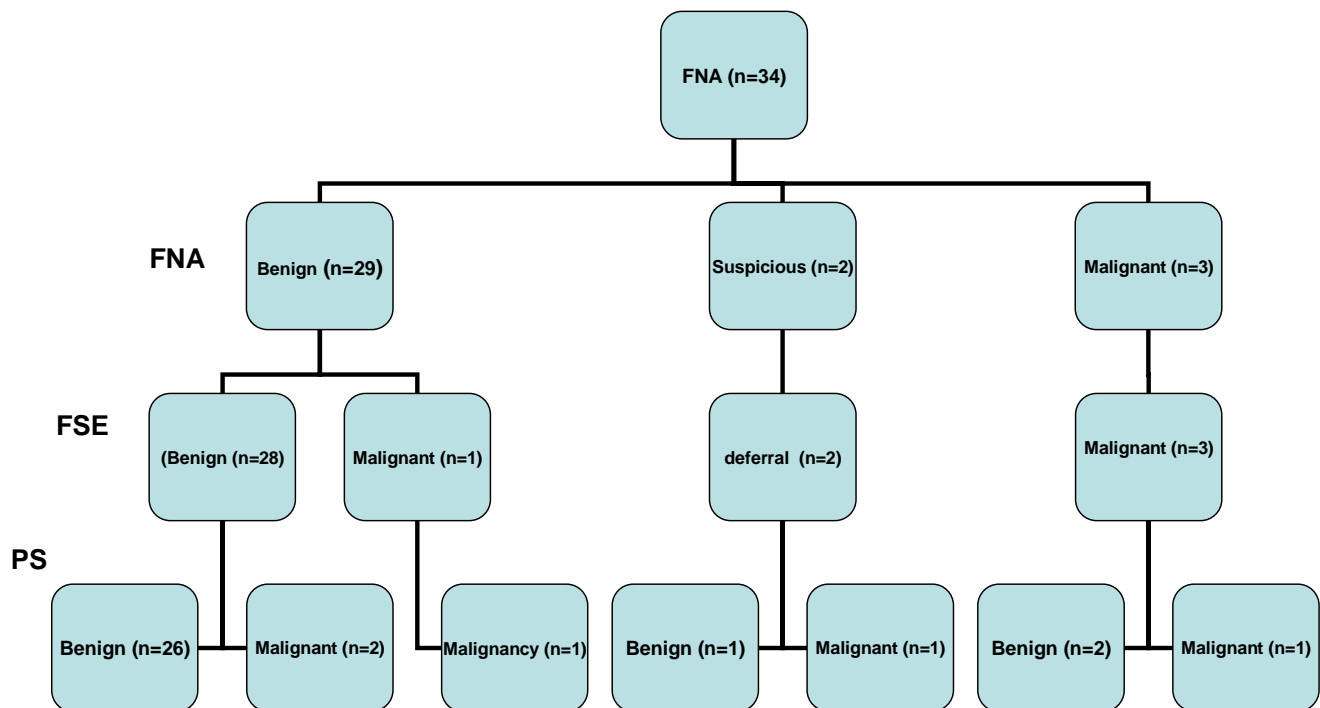 FNA (n=34)
FNA
Benign (n=29)
Suspicious (n=2)
Malignant (n=3)
FSE
(Benign (n=28)
Malignant (n=1)
deferral (n=2)
Malignant (n=3)
PS
Benign (n=26)
Malignant (n=2)
Malignancy (n=1)
Benign (n=1)
Malignant (n=1)
Benign (n=2)
Malignant (n=1)